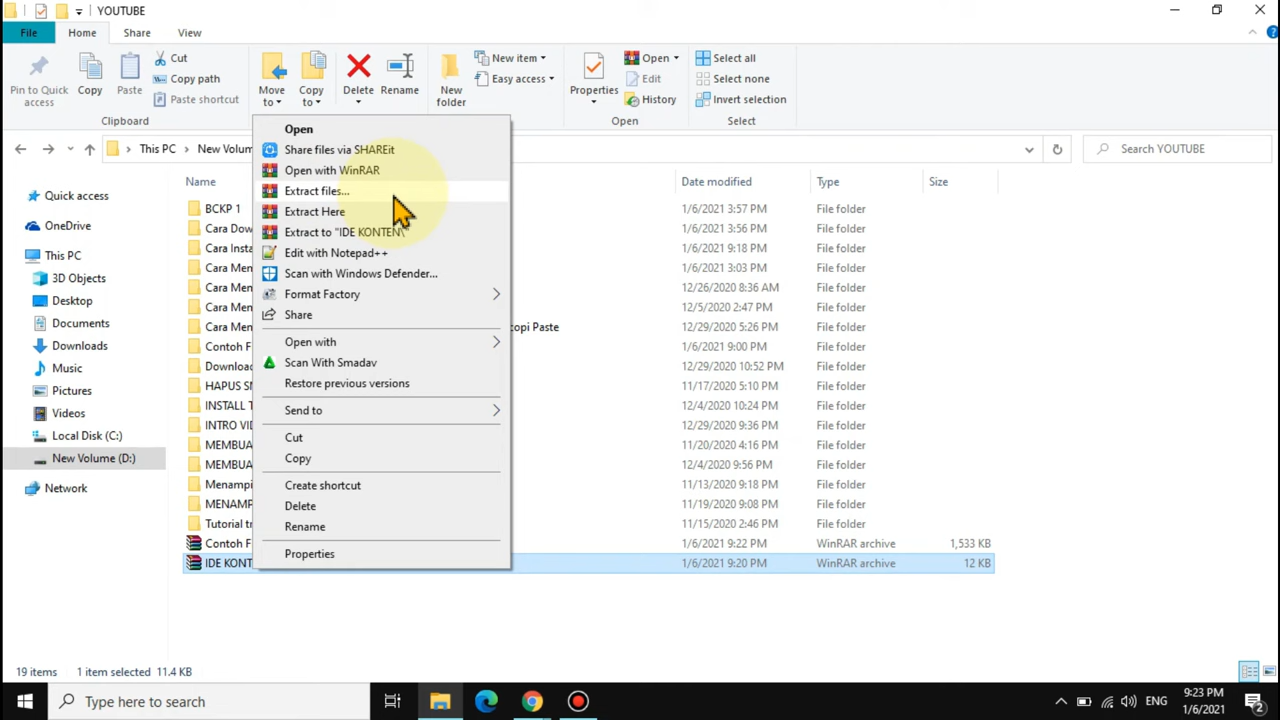 YOUTUBE
File Home Share View
Pin to Quick access
Copy
Paste
Cut
Copy path
Paste shortcut
Clipboard
Move to
Copy to
Delete
Rename
New folder
New item
Easy access
Properties
Open
Edit
History
Open
Select all
Select none
Invert selection
Select
This PC New Volum
Search YOUTUBE
Name Date modified Type Size
Quick access
OneDrive
This PC
3D Objects
Desktop
Documents
Downloads
Music
Pictures
Videos
Local Disk (C:)
New Volume (D:)
Network
Open
Share files via SHAREit
Open with WinRAR
Extract files...
Extract Here
Extract to "IDE KONTEN\"
Edit with Notepad++
Scan with Windows Defender...
Format Factory
Share
Open with
Scan With Smadav
Restore previous versions
Send to
Cut
Copy
Create shortcut
Delete
Rename
Properties
BCKP 1 1/6/2021 3:57 PM File folder
Cara Dow 1/6/2021 3:56 PM File folder
Cara Insta 1/6/2021 9:18 PM File folder
Cara Mem 1/6/2021 3:03 PM File folder
Cara Men 12/26/2020 8:36 AM File folder
Cara Men 12/5/2020 2:47 PM File folder
Cara Men opi Paste 12/29/2020 5:26 PM File folder
Contoh F 1/6/2021 9:00 PM File folder
Download 12/29/2020 10:52 PM File folder
HAPUS SM 11/17/2020 5:10 PM File folder
INSTALL T 12/4/2020 10:24 PM File folder
INTRO VID 12/29/2020 9:36 PM File folder
MEMBUA 11/20/2020 4:16 PM File folder
MEMBUA 12/4/2020 9:56 PM File folder
Menampi 11/13/2020 9:18 PM File folder
MENAMP 11/19/2020 9:08 PM File folder
Tutorial tr 11/15/2020 2:46 PM File folder
Contoh F 1/6/2021 9:22 PM WinRAR archive 1,533 KB
IDE KONT 1/6/2021 9:20 PM WinRAR archive 12 KB
19 items 1 item selected 11.4 KB
Type here to search
ENG
9:23 PM
1/6/2021
2